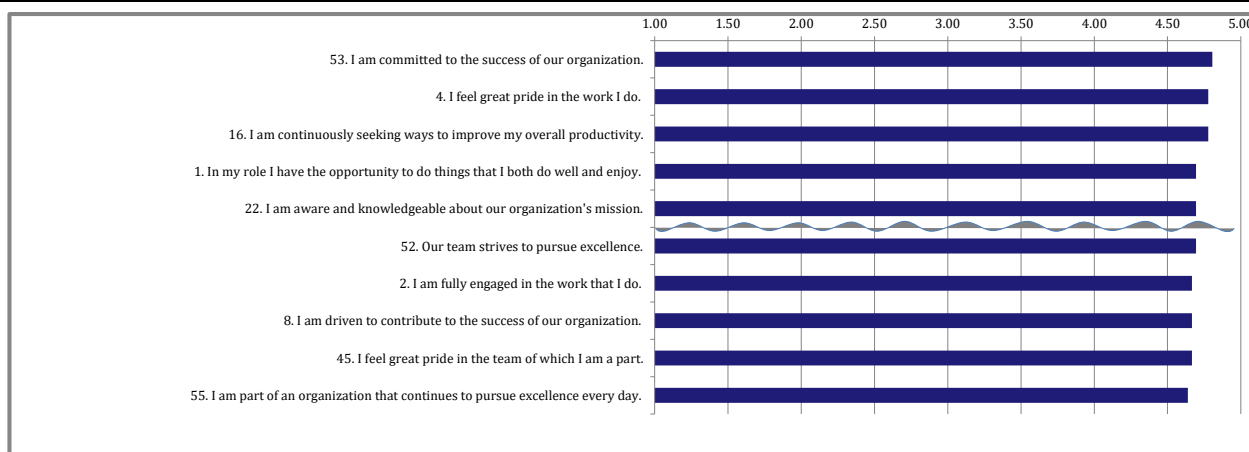 1.00 1.50 2.00 2.50 3.00 3.50 4.00 4.50 5.00
53. I am committed to the success of our organization.
4. I feel great pride in the work I do.
16. I am continuously seeking ways to improve my overall productivity.
1. In my role I have the opportunity to do things that I both do well and enjoy.
22. I am aware and knowledgeable about our organization's mission.
52. Our team strives to pursue excellence.
2. I am fully engaged in the work that I do.
8. I am driven to contribute to the success of our organization.
45. I feel great pride in the team of which I am a part.
55. I am part of an organization that continues to pursue excellence every day.